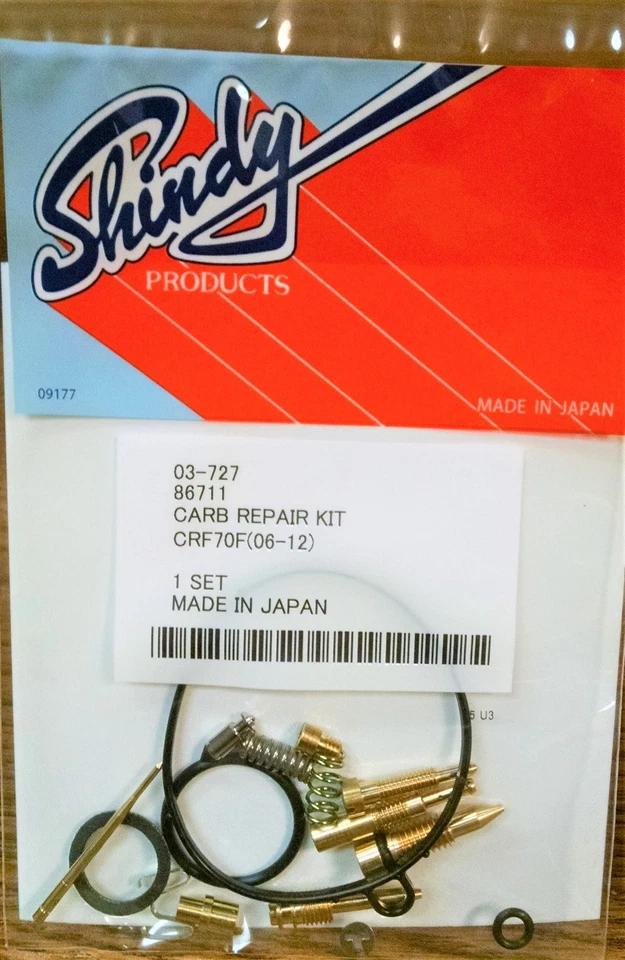 Shindy
PRODUCTS
09177
MADE IN JAPAN
03-727
86711
CARB REPAIR KIT
CRF70F(06-12)
1 SET
MADE IN JAPAN
U3